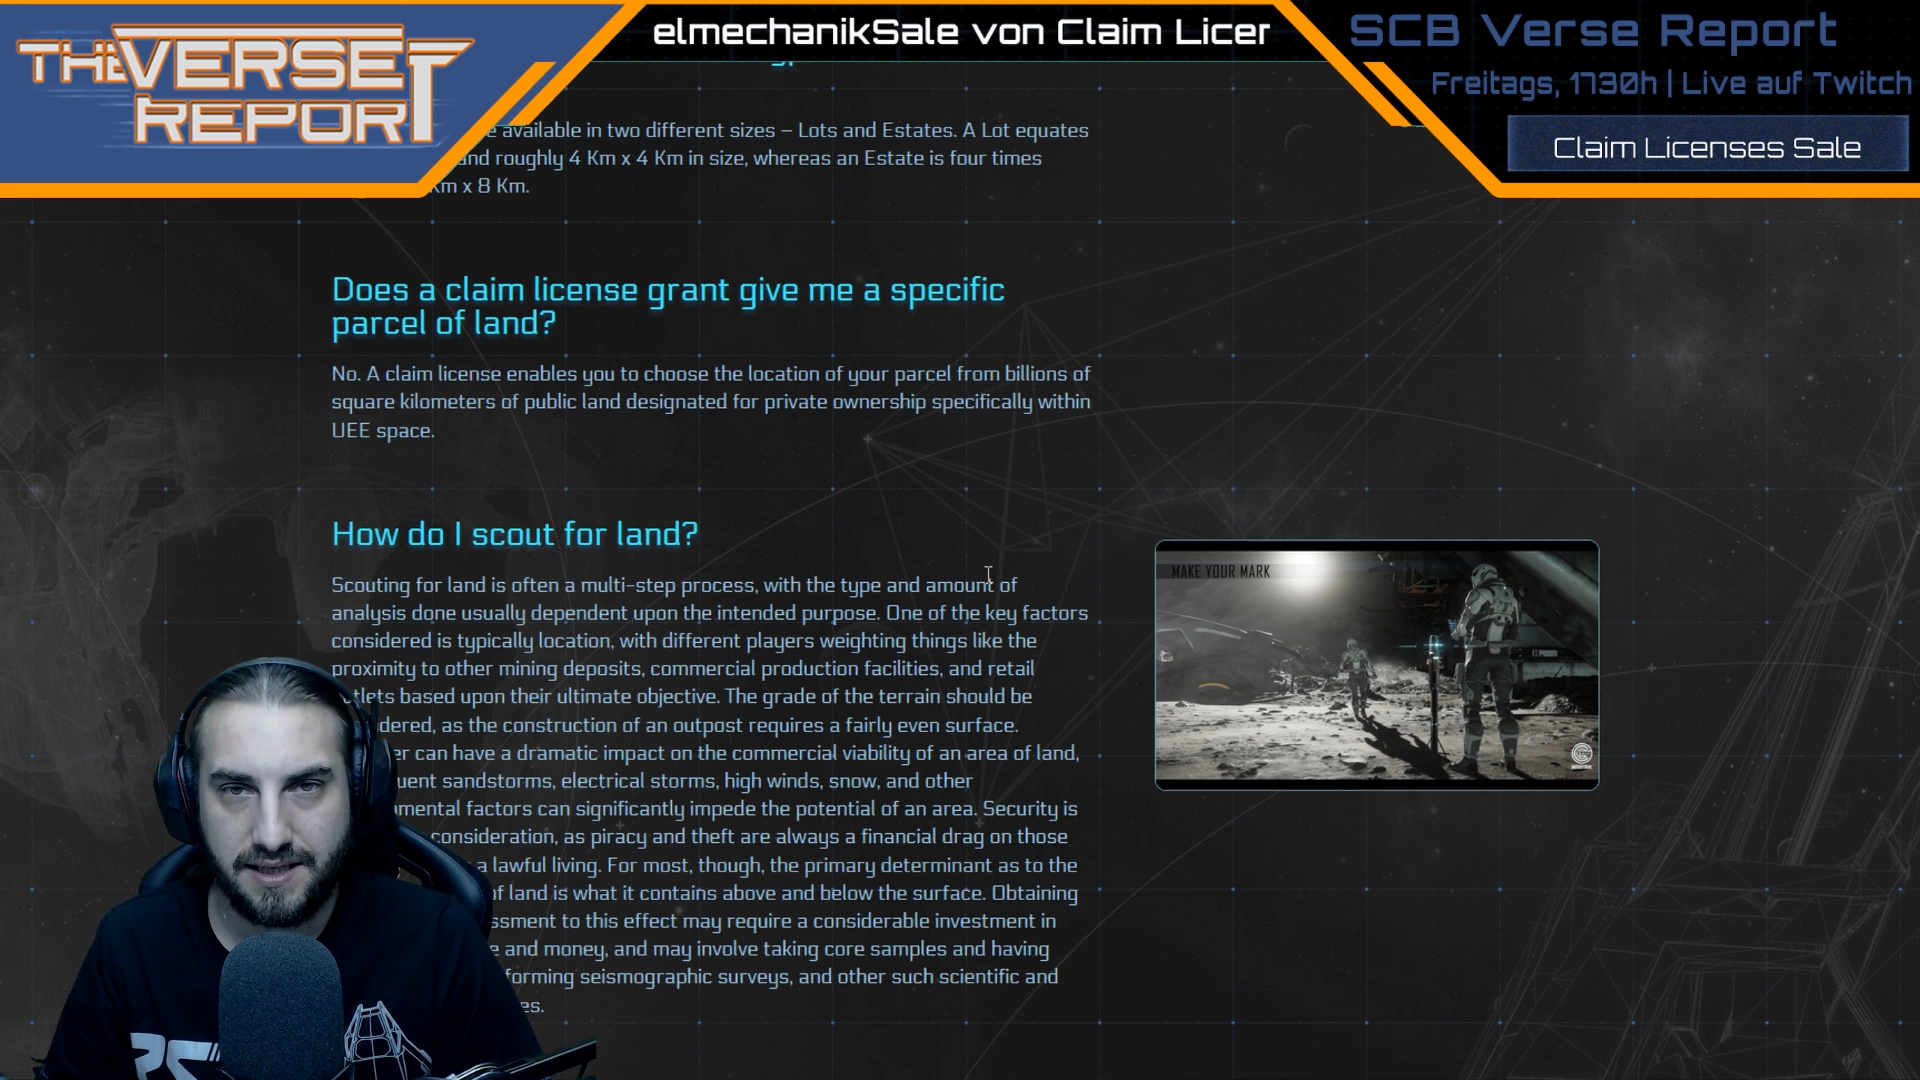 THE VERSE
REPORT
elmechanikSale von Claim Licer
SCB Verse Report
Freitags, 1730h | Live auf Twitch
Claim Licenses Sale
available in two different sizes – Lots and Estates. A Lot equates
and roughly 4 Km x 4 Km in size, whereas an Estate is four times
Km x 8 Km.
Does a claim license grant give me a specific
parcel of land?
No. A claim license enables you to choose the location of your parcel from billions of
square kilometers of public land designated for private ownership specifically within
UEE space.
How do I scout for land?
Scouting for land is often a multi-step process, with the type and amount of
analysis done usually dependent upon the intended purpose. One of the key factors
considered is typically location, with different players weighting things like the
proximity to other mining deposits, commercial production facilities, and retail
tlets based upon their ultimate objective. The grade of the terrain should be
dered, as the construction of an outpost requires a fairly even surface.
er can have a dramatic impact on the commercial viability of an area of land,
uent sandstorms, electrical storms, high winds, snow, and other
mental factors can significantly impede the potential of an area. Security is
consideration, as piracy and theft are always a financial drag on those
a lawful living. For most, though, the primary determinant as to the
of land is what it contains above and below the surface. Obtaining
ssment to this effect may require a considerable investment in
e and money, and may involve taking core samples and having
forming seismographic surveys, and other such scientific and
es.
MAKE YOUR MARK